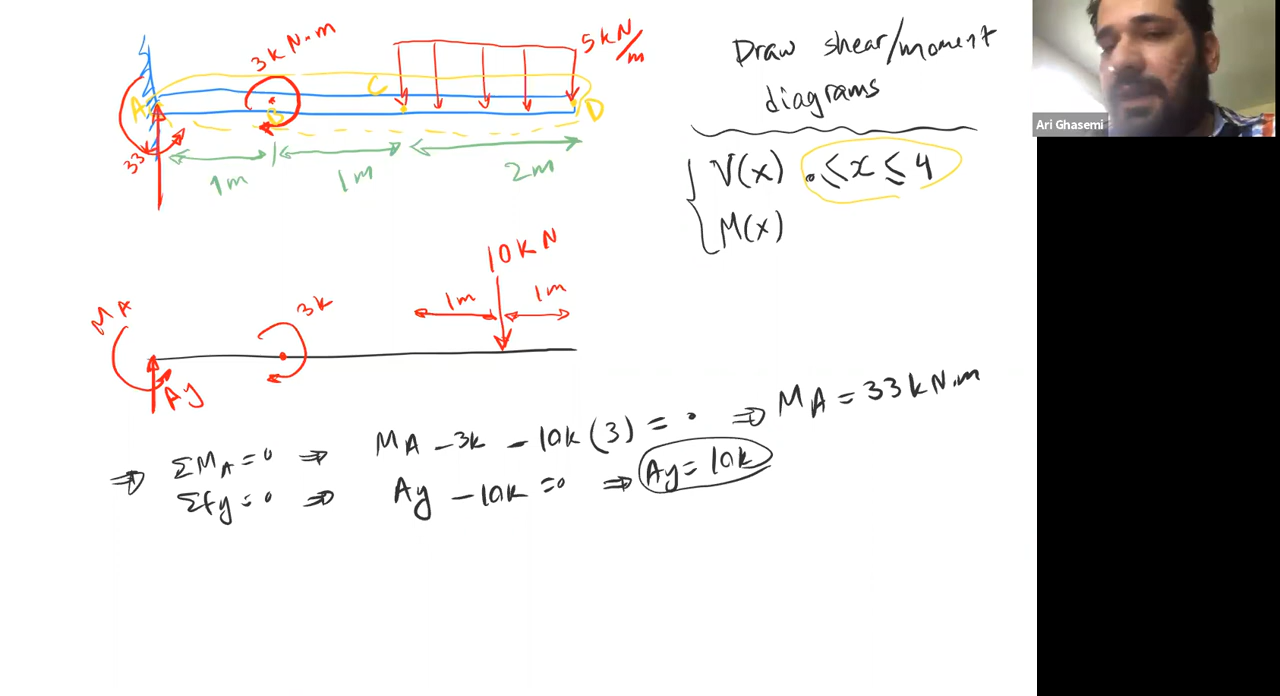 3kN.m
5kN/m
A
B
C
D
33
1m
1m
2m
Draw shear/moment
diagrams
V(x) 0≤x≤4
M(x)
Ari Ghasemi
10kN
1m
1m
MA
3k
Ay
⇒ ΣMA=0 ⇒ MA-3k-10k(3)=0 ⇒ MA=33kN.m
Σfy=0 ⇒ Ay-10k=0 ⇒ Ay=10k